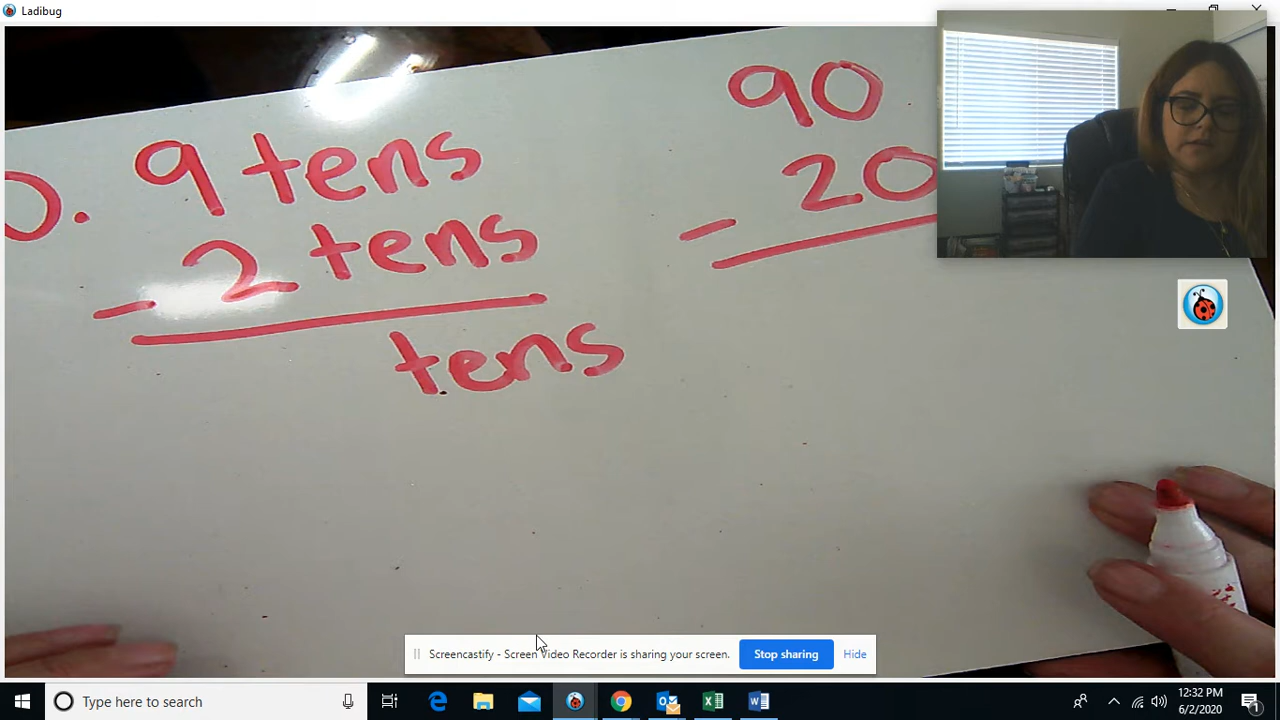 Ladibug
0. 9 tens
- 2 tens
tens
90
- 20
Screencastify - Screen Video Recorder is sharing your screen.
Stop sharing
Hide
Type here to search
12:32 PM
6/2/2020
1